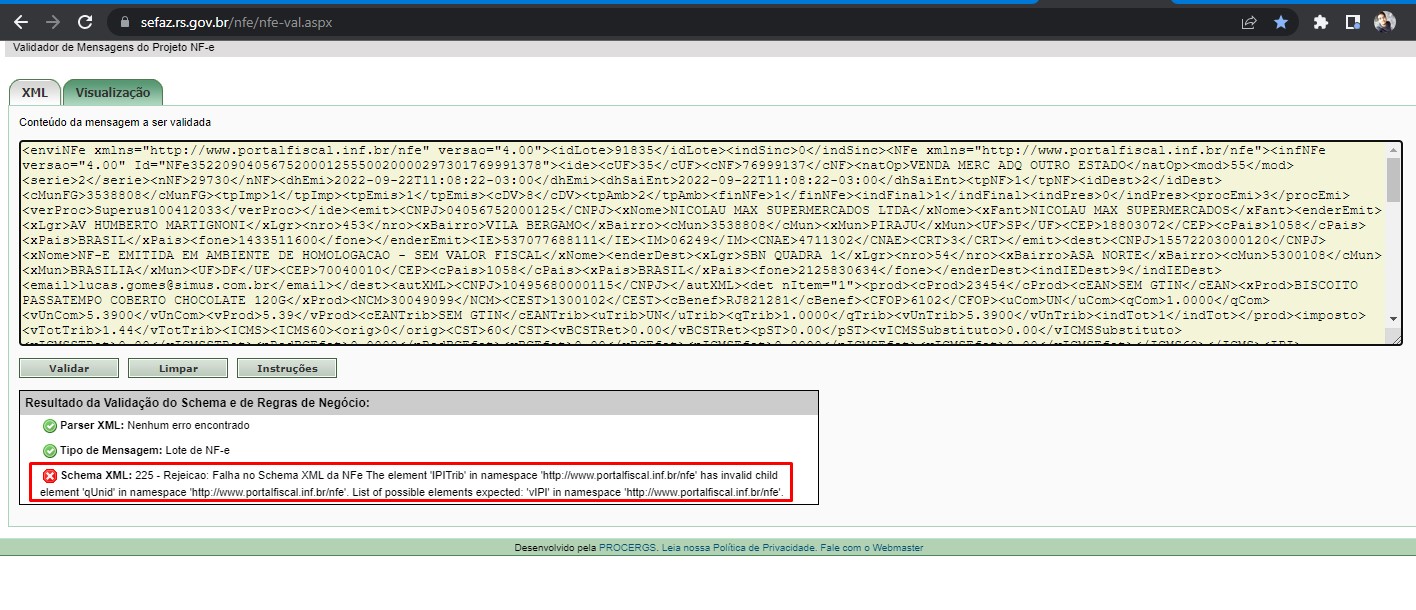 sefaz.rs.gov.br/nfe/nfe-val.aspx
Validador de Mensagens do Projeto NF-e
XML
Visualização
Conteúdo da mensagem a ser validada
<enviNFe xmlns="http://www.portalfiscal.inf.br/nfe" versao="4.00"><idLote>91835</idLote><indSinc>0</indSinc><NFe xmlns="http://www.portalfiscal.inf.br/nfe"><infNFe
versao="4.00" Id="NFe35220904056752000125550020000297301769991378"><ide><cUF>35</cUF><cNF>76999137</cNF><natOp>VENDA MERC ADQ OUTRO ESTADO</natOp><mod>55</mod>
<serie>2</serie><nNF>29730</nNF><dhEmi>2022-09-22T11:08:22-03:00</dhEmi><dhSaiEnt>2022-09-22T11:08:22-03:00</dhSaiEnt><tpNF>1</tpNF><idDest>2</idDest>
<cMunFG>3538808</cMunFG><tpImp>1</tpImp><tpEmis>1</tpEmis><cDV>8</cDV><tpAmb>2</tpAmb><finNFe>1</finNFe><indFinal>1</indFinal><indPres>0</indPres><procEmi>3</procEmi>
<verProc>Superus100412033</verProc></ide><emit><CNPJ>04056752000125</CNPJ><xNome>NICOLAU MAX SUPERMERCADOS LTDA</xNome><xFant>NICOLAU MAX SUPERMERCADOS</xFant><enderEmit>
<xLgr>AV HUMBERTO MARTIGNONI</xLgr><nro>453</nro><xBairro>VILA BERGAMO</xBairro><cMun>3538808</cMun><xMun>PIRAJU</xMun><UF>SP</UF><CEP>18803072</CEP><cPais>1058</cPais>
<xPais>BRASIL</xPais><fone>1433511600</fone></enderEmit><IE>537077688111</IE><IM>06249</IM><CNAE>4711302</CNAE><CRT>3</CRT></emit><dest><CNPJ>15572203000120</CNPJ>
<xNome>NF-E EMITIDA EM AMBIENTE DE HOMOLOGACAO - SEM VALOR FISCAL</xNome><enderDest><xLgr>SBN QUADRA 1</xLgr><nro>54</nro><xBairro>ASA NORTE</xBairro><cMun>5300108</cMun>
<xMun>BRASILIA</xMun><UF>DF</UF><CEP>70040010</CEP><cPais>1058</cPais><xPais>BRASIL</xPais><fone>2125830634</fone></enderDest><indIEDest>9</indIEDest>
<email>lucas.gomes@simus.com.br</email></dest><autXML><CNPJ>10495680000115</CNPJ></autXML><det nItem="1"><prod><cProd>23454</cProd><cEAN>SEM GTIN</cEAN><xProd>BISCOITO
PASSATEMPO COBERTO CHOCOLATE 120G</xProd><NCM>30049099</NCM><CEST>1300102</CEST><cBenef>RJ821281</cBenef><CFOP>6102</CFOP><uCom>UN</uCom><qCom>1.0000</qCom>
<vUnCom>5.3900</vUnCom><vProd>5.39</vProd><cEANTrib>SEM GTIN</cEANTrib><uTrib>UN</uTrib><qTrib>1.0000</qTrib><vUnTrib>5.3900</vUnTrib><indTot>1</indTot></prod><imposto>
<vTotTrib>1.44</vTotTrib><ICMS><ICMS60><orig>0</orig><CST>60</CST><vBCSTRet>0.00</vBCSTRet><pST>0.00</pST><vICMSSubstituto>0.00</vICMSSubstituto>
Validar
Limpar
Instruções
Resultado da Validação do Schema e de Regras de Negócio:
Parser XML: Nenhum erro encontrado
Tipo de Mensagem: Lote de NF-e
Schema XML: 225 - Rejeicao: Falha no Schema XML da NFe The element 'IPITrib' in namespace 'http://www.portalfiscal.inf.br/nfe' has invalid child
element 'qUnid' in namespace 'http://www.portalfiscal.inf.br/nfe'. List of possible elements expected: 'vIPI' in namespace 'http://www.portalfiscal.inf.br/nfe'.
Desenvolvido pela PROCERGS. Leia nossa Política de Privacidade. Fale com o Webmaster